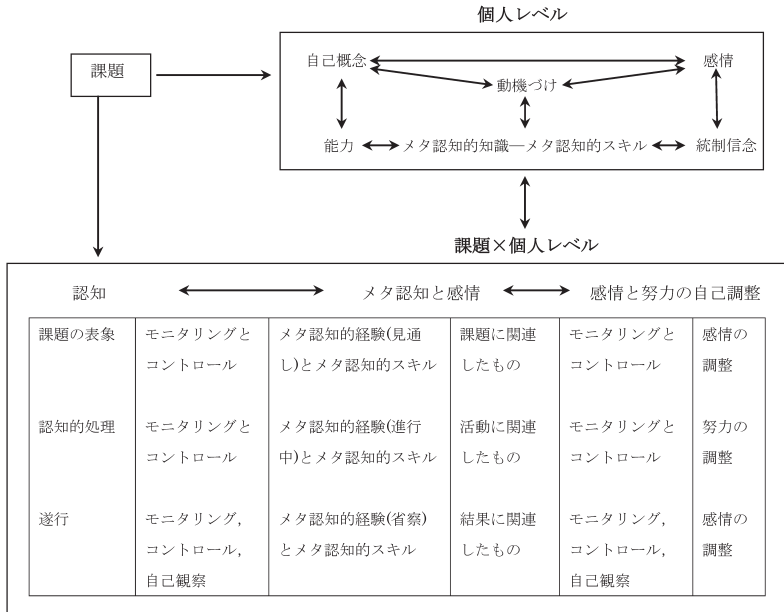 個人レベル
課題
自己概念
感情
動機づけ
能力
メタ認知的知識―メタ認知的スキル
統制信念
課題×個人レベル
認知
メタ認知と感情
感情と努力の自己調整
課題の表象
モニタリングと
コントロール
メタ認知的経験(見通
し)とメタ認知的スキル
課題に関連
したもの
モニタリングと
コントロール
感情の
調整
認知的処理
モニタリングと
コントロール
メタ認知的経験(進行
中)とメタ認知的スキル
活動に関連
したもの
モニタリングと
コントロール
努力の
調整
遂行
モニタリング,
コントロール,
自己観察
メタ認知的経験(省察)
とメタ認知的スキル
結果に関連
したもの
モニタリング,
コントロール,
自己観察
感情の
調整